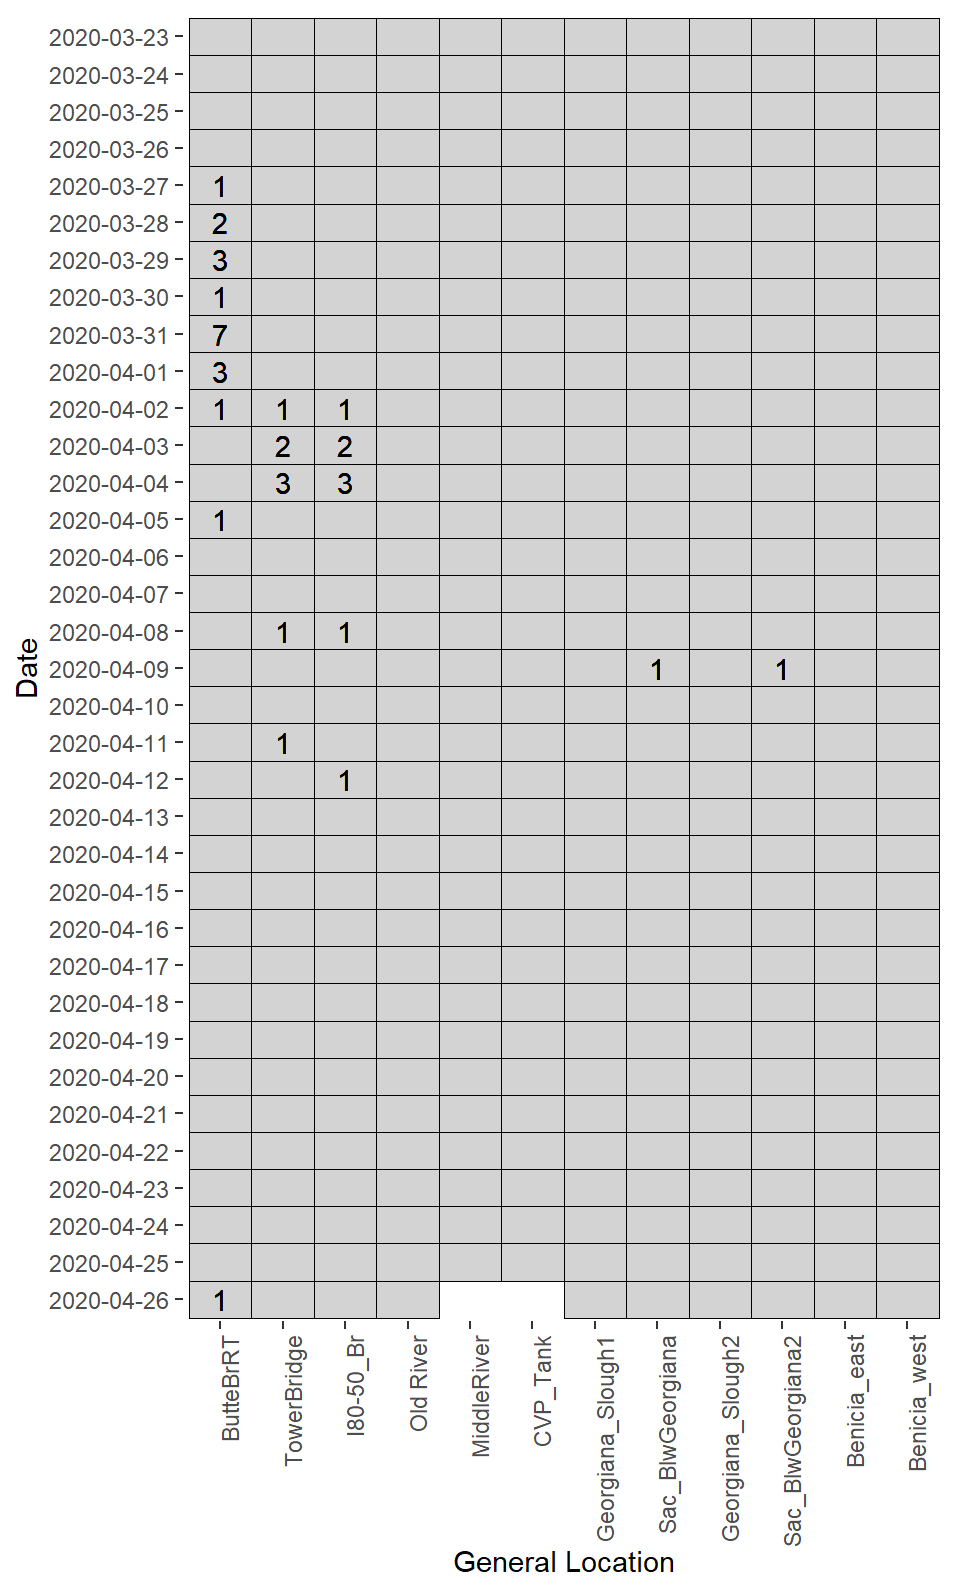 2020-03-23
2020-03-24
2020-03-25
2020-03-26
2020-03-27 1
2020-03-28 2
2020-03-29 3
2020-03-30 1
2020-03-31 7
2020-04-01 3
2020-04-02 1 1 1
2020-04-03 2 2
2020-04-04 3 3
2020-04-05 1
2020-04-06
2020-04-07
2020-04-08 1 1
2020-04-09 1 1
2020-04-10
2020-04-11 1
2020-04-12 1
2020-04-13
2020-04-14
2020-04-15
2020-04-16
2020-04-17
2020-04-18
2020-04-19
2020-04-20
2020-04-21
2020-04-22
2020-04-23
2020-04-24
2020-04-25
2020-04-26 1
Date
ButteBrRT
TowerBridge
I80-50_Br
Old River
MiddleRiver
CVP_Tank
Georgiana_Slough1
Sac_BlwGeorgiana
Georgiana_Slough2
Sac_BlwGeorgiana2
Benicia_east
Benicia_west
General Location